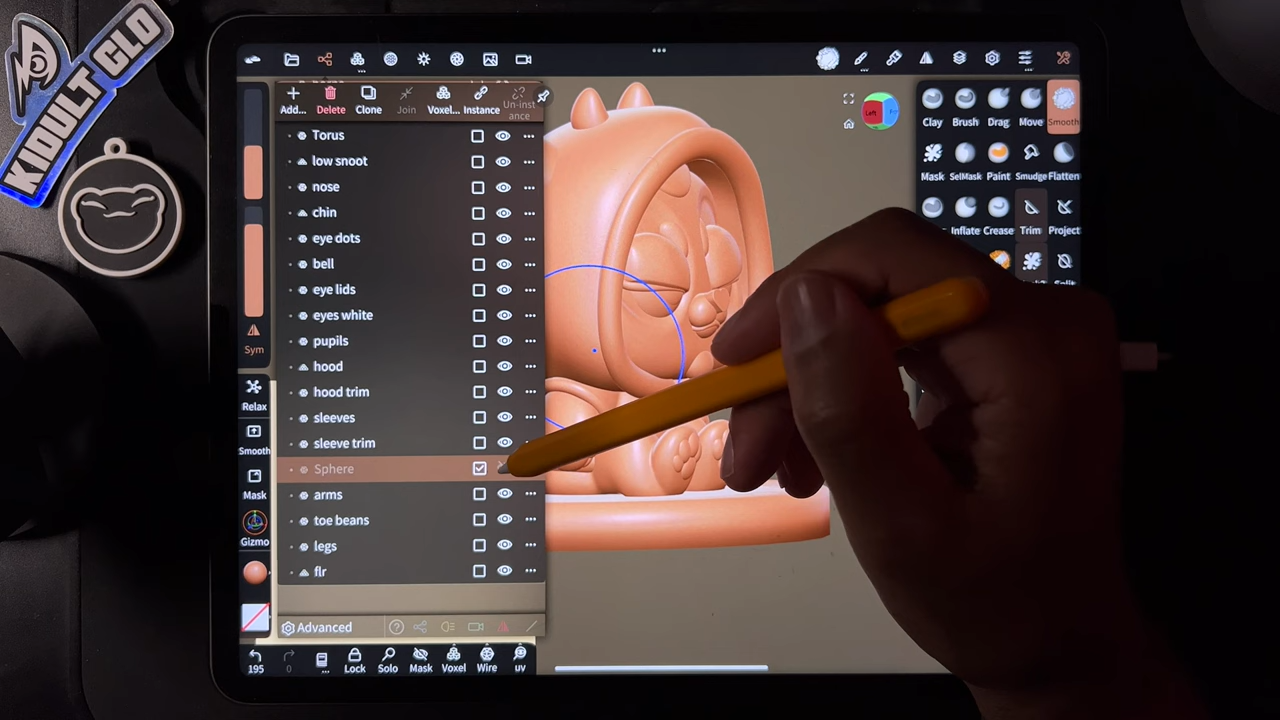 KIDULT CLO
Add... Delete Clone Join Voxel... Instance Un-instance
Torus
low snoot
nose
chin
eye dots
bell
eye lids
eyes white
pupils
hood
hood trim
sleeves
sleeve trim
Sphere
arms
toe beans
legs
flr
Advanced
Sym
Relax
Smooth
Mask
Gizmo
195 0 Lock Solo Mask Voxel Wire uv
Left
Clay Brush Drag Move Smooth
Mask SelMask Paint Smudge Flatten
Inflate Crease Trim Project
Split